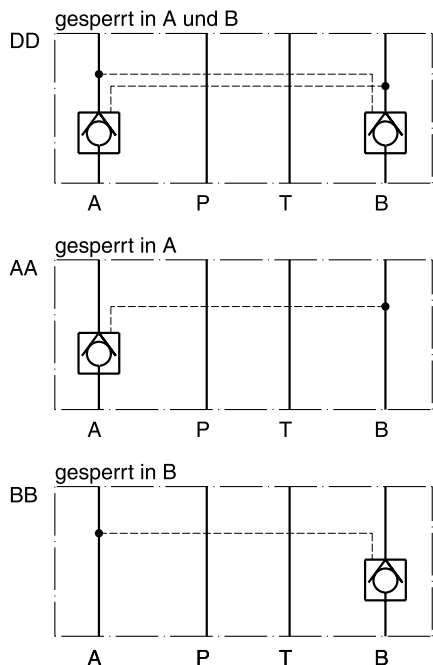 gesperrt in A und B
DD
A P T B
gesperrt in A
AA
A P T B
gesperrt in B
BB
A P T B